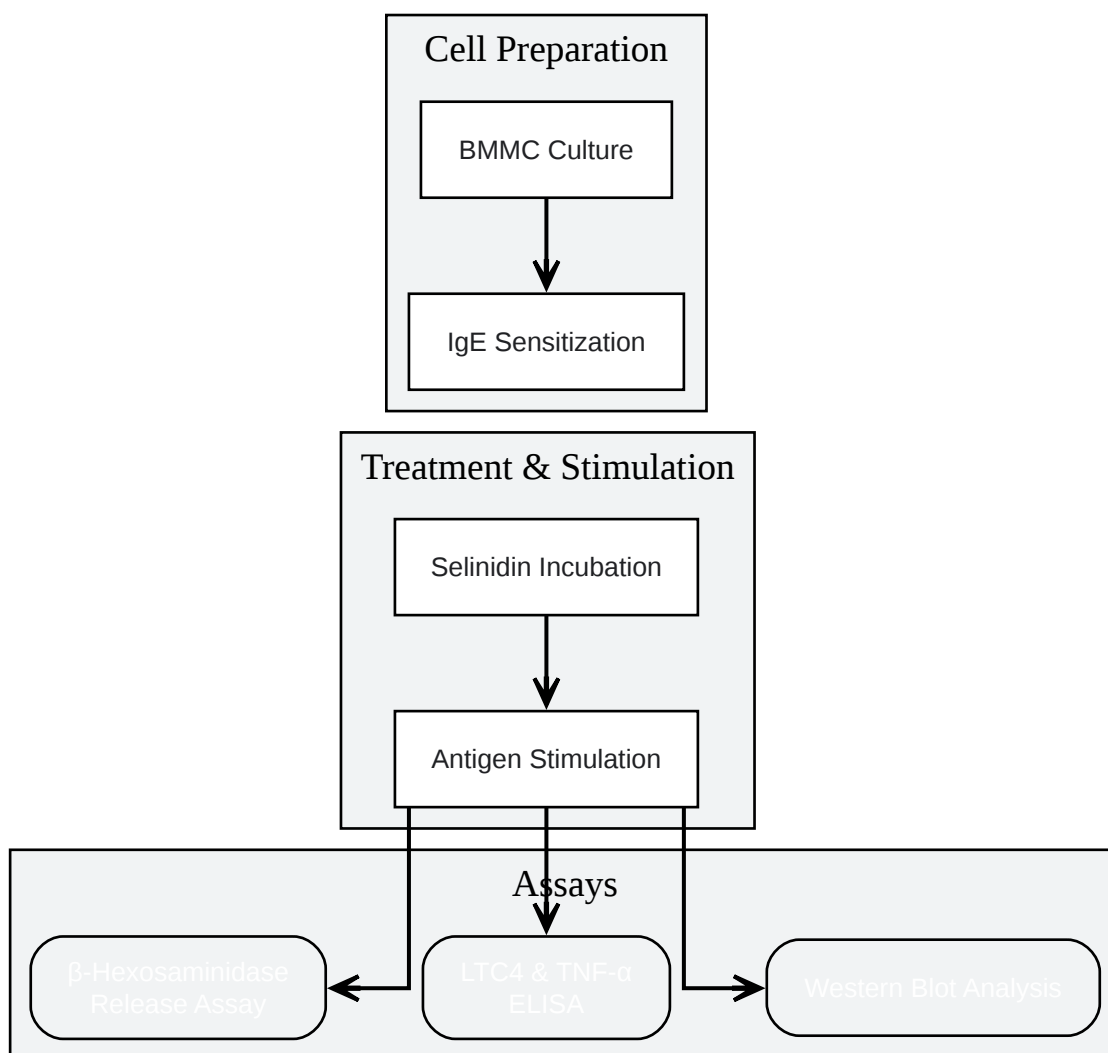 Cell Preparation
BMMC Culture
IgE Sensitization
Treatment & Stimulation
Selinidin Incubation
Antigen Stimulation
Assays
β-Hexosaminidase
Release Assay
LTC4 & TNF-α
ELISA
Western Blot Analysis